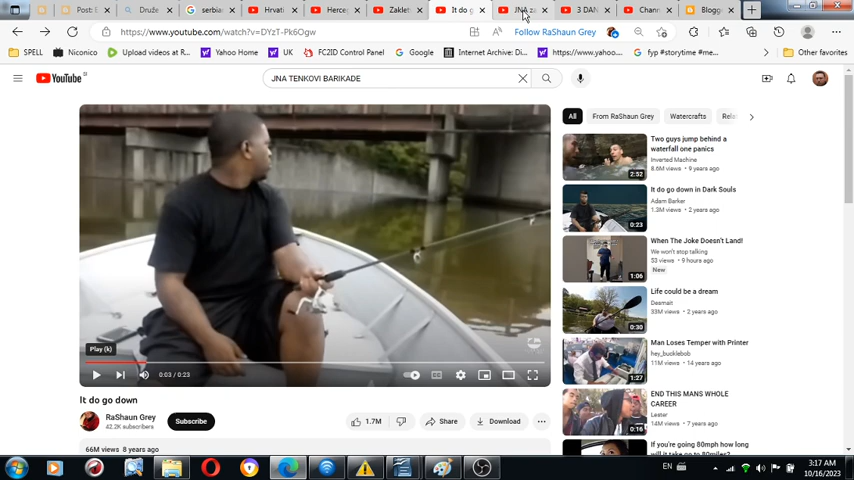 Post: E
Druže
serbia
Hrvati
Herceg
Zaklet
It do g
JNA za
3 DAN
Chann
Blogg
https://www.youtube.com/watch?v=DYzT-Pk6Ogw
Follow RaShaun Grey
SPELL
Niconico
Upload videos at R...
Yahoo Home
UK
FC2ID Control Panel
Google
Internet Archive: Di...
https://www.yahoo....
fyp #storytime #me...
Other favorites
YouTube
JNA TENKOVI BARIKADE
All
From RaShun Grey
Watercrafts
Rela
Two guys jump behind a
waterfall one panics
Inverted Machine
8.6M views • 9 years ago
2:52
It do go down in Dark Souls
Adam Barker
1.3M views • 2 years ago
0:23
When The Joke Doesn't Land!
We won't stop talking
53 views • 9 hours ago
New
1:06
Life could be a dream
Desmait
33M views • 2 years ago
0:30
Man Loses Temper with Printer
hey_bucklebob
11M views • 14 years ago
1:27
END THIS MANS WHOLE
CAREER
Lester
14M views • 7 years ago
0:16
If you're going 80mph how long
Play (k)
0:03 / 0:23
It do go down
RaShaun Grey
42.2K subscribers
Subscribe
1.7M
Share
Download
66M views 8 years ago
EN
3:17 AM
10/16/2023